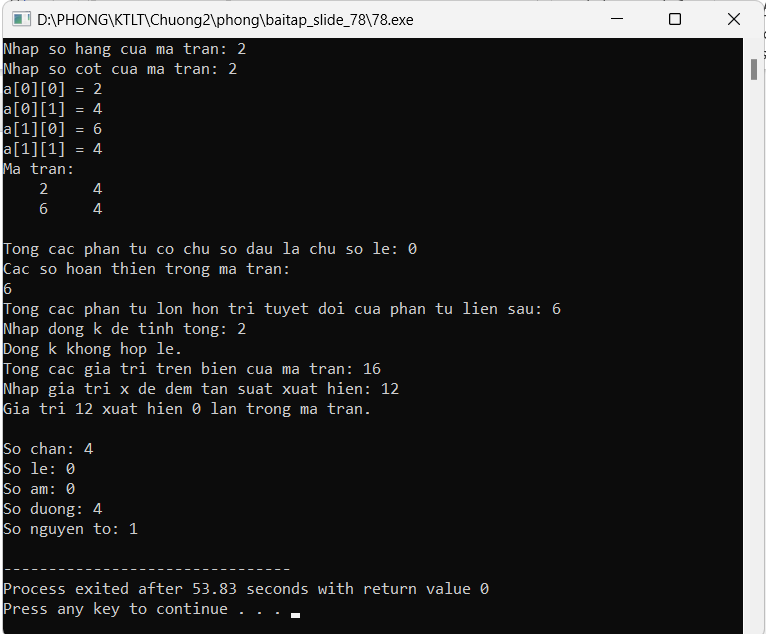 D:\PHONG\KTLT\Chuong2\phong\baitap_slide_78\78.exe
Nhap so hang cua ma tran: 2
Nhap so cot cua ma tran: 2
a[0][0] = 2
a[0][1] = 4
a[1][0] = 6
a[1][1] = 4
Ma tran:
    2     4
    6     4
Tong cac phan tu co chu so dau la chu so le: 0
Cac so hoan thien trong ma tran:
6
Tong cac phan tu lon hon tri tuyet doi cua phan tu lien sau: 6
Nhap dong k de tinh tong: 2
Dong k khong hop le.
Tong cac gia tri tren bien cua ma tran: 16
Nhap gia tri x de dem tan suat xuat hien: 12
Gia tri 12 xuat hien 0 lan trong ma tran.
So chan: 4
So le: 0
So am: 0
So duong: 4
So nguyen to: 1
--------------------------------
Process exited after 53.83 seconds with return value 0
Press any key to continue . . .